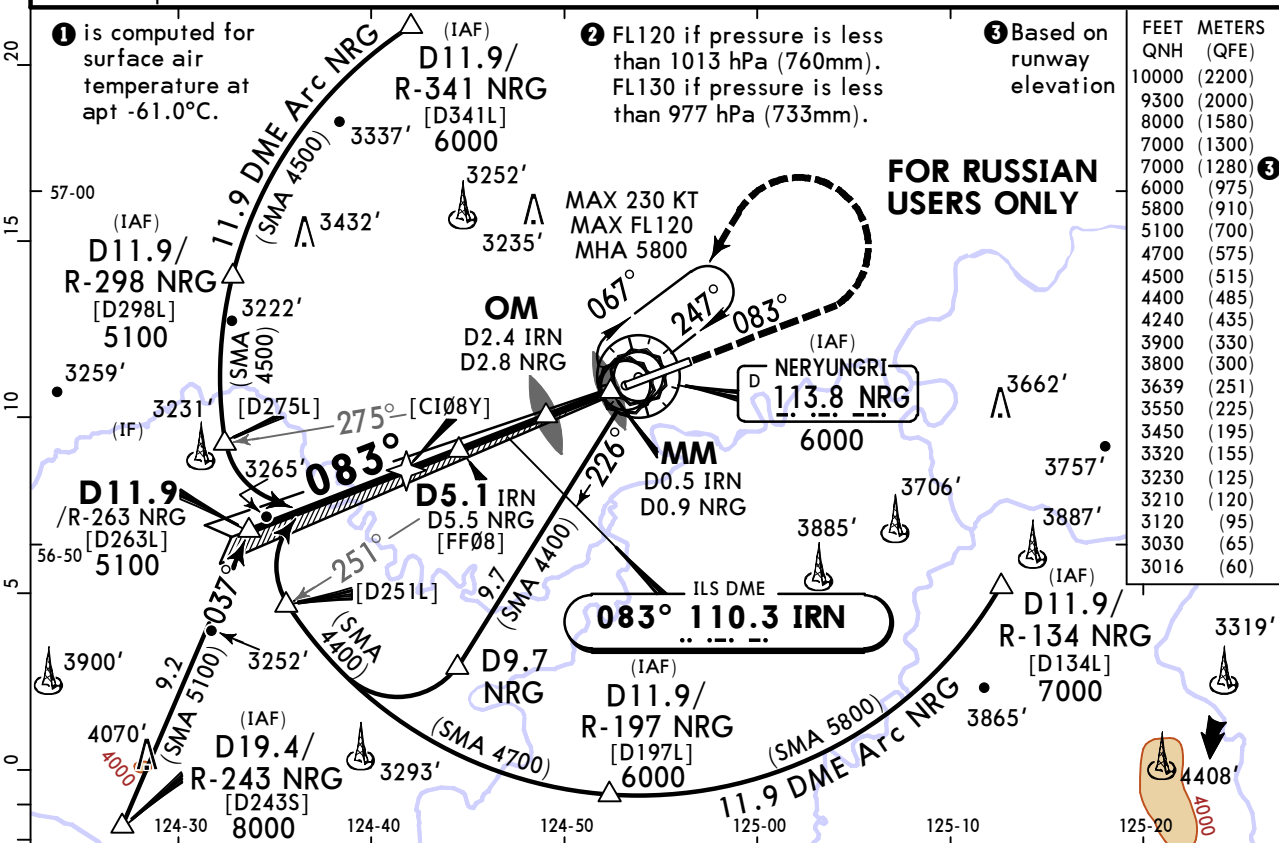 ❶ is computed for
surface air
temperature at
apt -61.0°C.
❷ FL120 if pressure is less
than 1013 hPa (760mm).
FL130 if pressure is less
than 977 hPa (733mm).
❸ Based on
runway
elevation
FEET METERS
QNH (QFE)
10000 (2200)
9300 (2000)
8000 (1580)
7000 (1300)
7000 (1280) ❸
6000 (975)
5800 (910)
5100 (700)
4700 (575)
4500 (515)
4400 (485)
4240 (435)
3900 (330)
3800 (300)
3639 (251)
3550 (225)
3450 (195)
3320 (155)
3230 (125)
3210 (120)
3120 (95)
3030 (65)
3016 (60)
20
15
10
5
0
57-00
56-50
(IAF)
D11.9/
R-341 NRG
[D341L]
6000
11.9 DME Arc NRG
(SMA 4500)
3337'
3252'
3235'
3432'
MAX 230 KT
MAX FL120
MHA 5800
FOR RUSSIAN
USERS ONLY
(IAF)
D11.9/
R-298 NRG
[D298L]
5100
3222'
(SMA
4500)
3259'
3231'
[D275L]
275°
[CIØ8Y]
OM
D2.4 IRN
D2.8 NRG
067°
247°
083°
(IAF)
D NERYUNGRI
113.8 NRG
6000
3662'
3757'
(IF)
D11.9
/R-263 NRG
[D263L]
5100
3265'
083°
D5.1 IRN
D5.5 NRG
[FFØ8]
226°
MM
D0.5 IRN
D0.9 NRG
3706'
3885'
3887'
251°
[D251L]
(SMA
4400)
9.7
(SMA 4400)
ILS DME
083° 110.3 IRN
D9.7
NRG
(IAF)
D11.9/
R-197 NRG
[D197L]
6000
(IAF)
D11.9/
R-134 NRG
[D134L]
7000
3865'
3319'
4408'
4000
037°
9.2
(SMA 5100)
3252'
3900'
4070'
4000
(IAF)
D19.4/
R-243 NRG
[D243S]
8000
3293'
(SMA 4700)
(SMA 5800)
11.9 DME Arc NRG
124-30
124-40
124-50
125-00
125-10
125-20